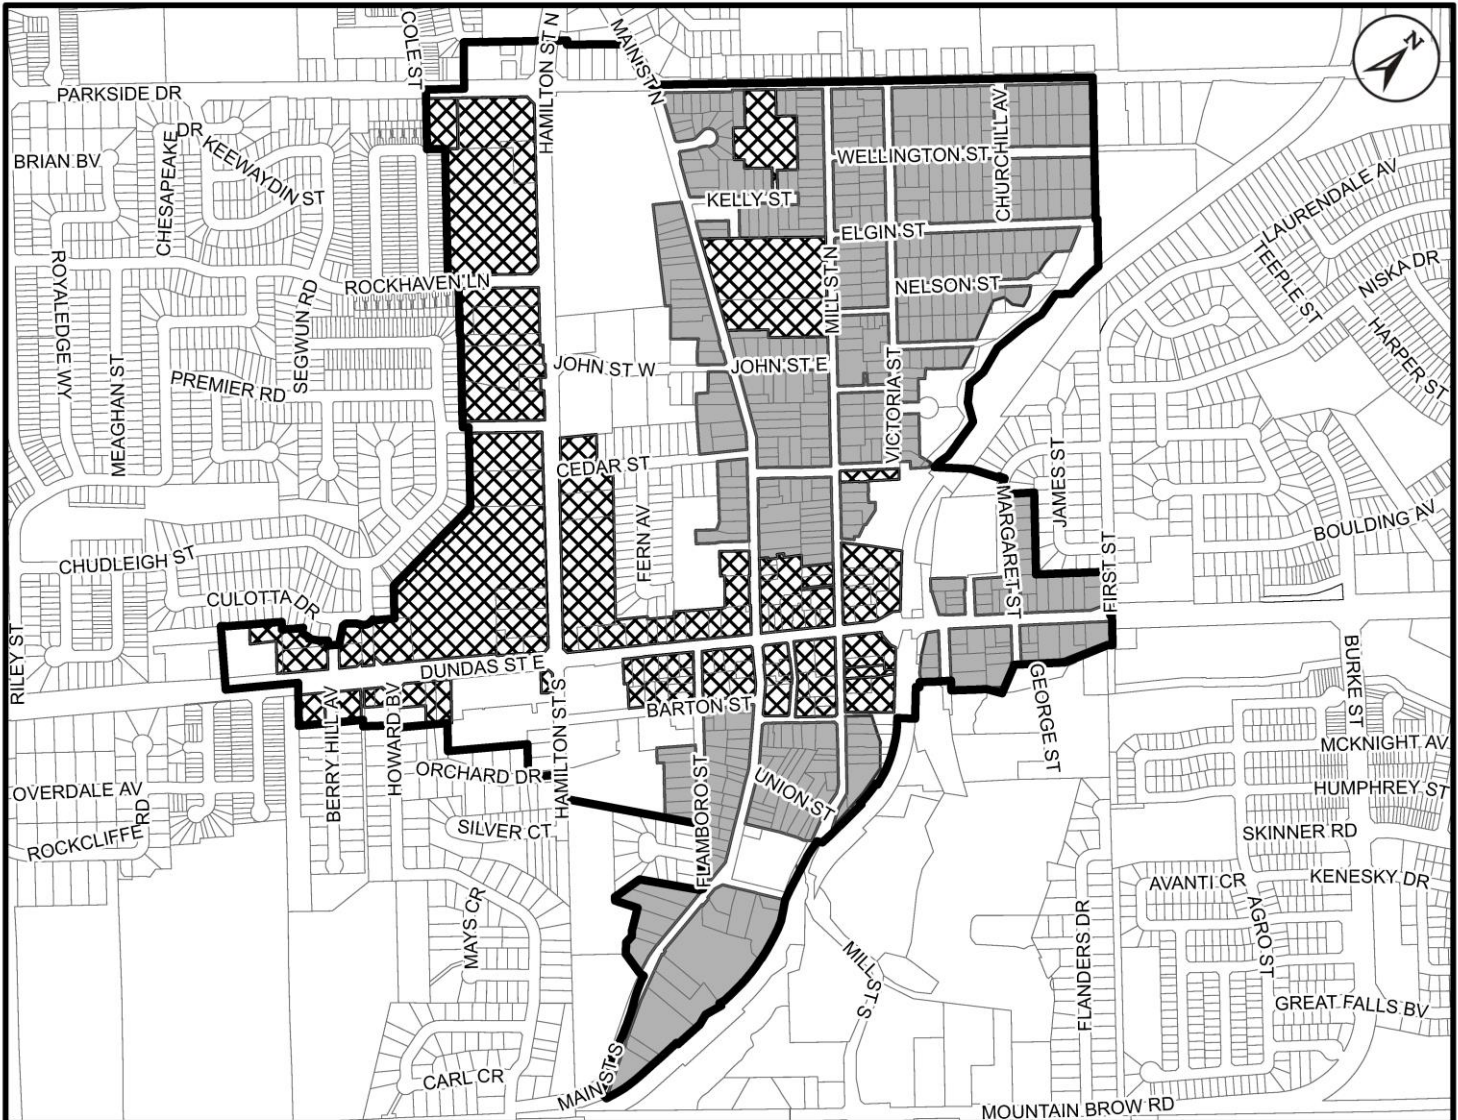 COLE ST
HAMILTON ST N
MAIN ST N
N
PARKSIDE DR
CHURCHILL AV
BRIAN BV
CHESAPEAKE DR
KEEWAYDIN ST
WELLINGTON ST
LAURENDALE AV
KELLY ST
ELGIN ST
TEEPLE ST
NISKA DR
ROYALEDGE WY
ROCKHAVEN LN
SEGWUN RD
MILL ST N
NELSON ST
HARPER ST
MEAGHAN ST
PREMIER RD
JOHN ST W
JOHN ST E
VICTORIA ST
CEDAR ST
JAMES ST
MARGARET ST
BOULDING AV
FERN AV
CHUDLEIGH ST
CULOTTA DR
FIRST ST
RILEY ST
DUNDAS ST E
BURKE ST
BERRY HILL AV
HOWARD BV
HAMILTON ST S
BARTON ST
GEORGE ST
MCKNIGHT AV
OVERDALE AV
ORCHARD DR
UNION ST
HUMPHREY ST
ROCKCLIFFE RD
SILVER CT
FLAMBORO ST
SKINNER RD
AVANTI CR
KENESKY DR
MAYS CR
AGRO ST
FLANDERS DR
MILL ST S
GREAT FALLS BV
CARL CR
MAIN ST S
MOUNTAIN BROW RD